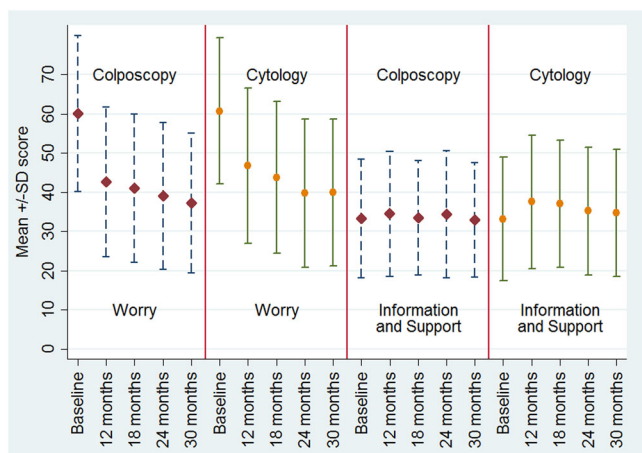 Mean +/-SD score
70
60
50
40
30
20
10
0
Colposcopy
Cytology
Colposcopy
Cytology
Worry
Worry
Information
and Support
Information
and Support
Baseline
12 months
18 months
24 months
30 months
Baseline
12 months
18 months
24 months
30 months
Baseline
12 months
18 months
24 months
30 months
Baseline
12 months
18 months
24 months
30 months